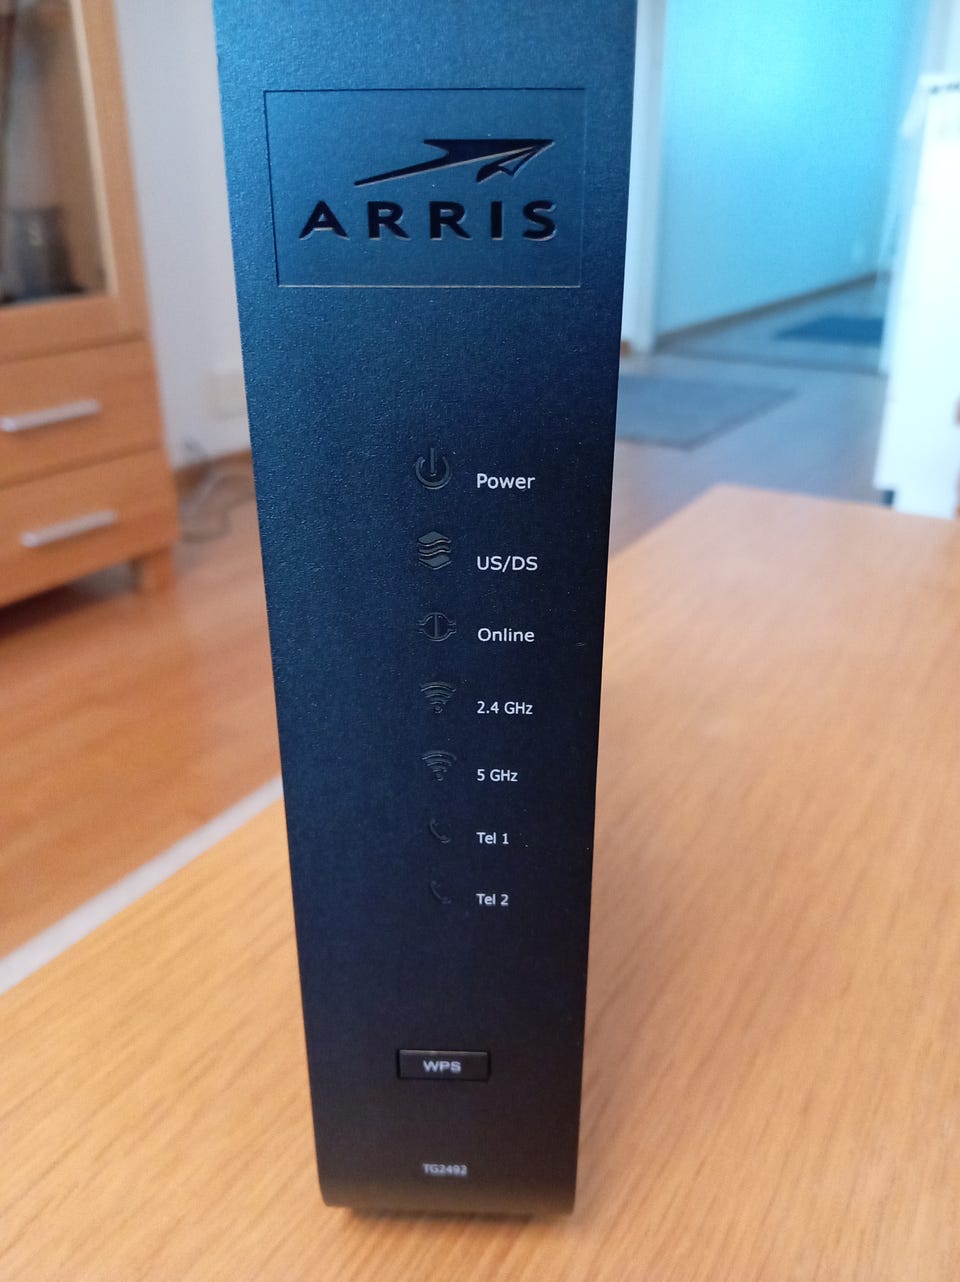 ARRIS
Power
US/DS
Online
2.4 GHz
5 GHz
Tel 1
Tel 2
WPS
TG2492